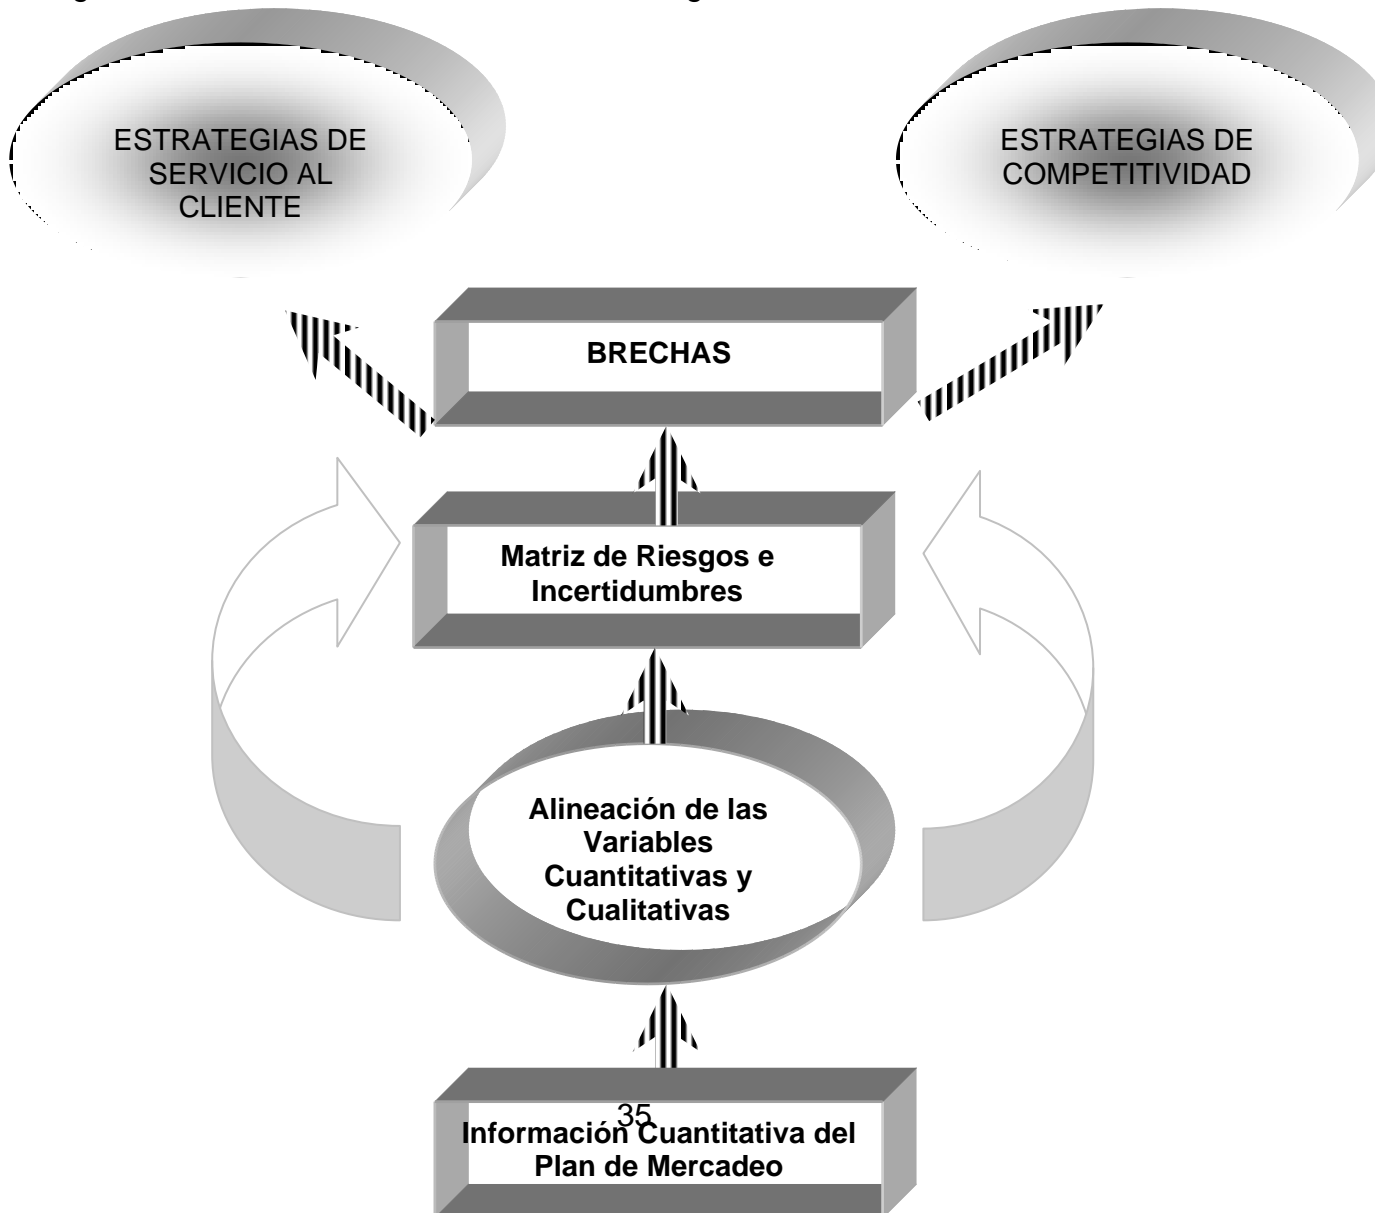 ESTRATEGIAS DE
SERVICIO AL
CLIENTE
ESTRATEGIAS DE
COMPETITIVIDAD
BRECHAS
Matriz de Riesgos e
Incertidumbres
Alineación de las
Variables
Cuantitativas y
Cualitativas
35
Información Cuantitativa del
Plan de Mercadeo